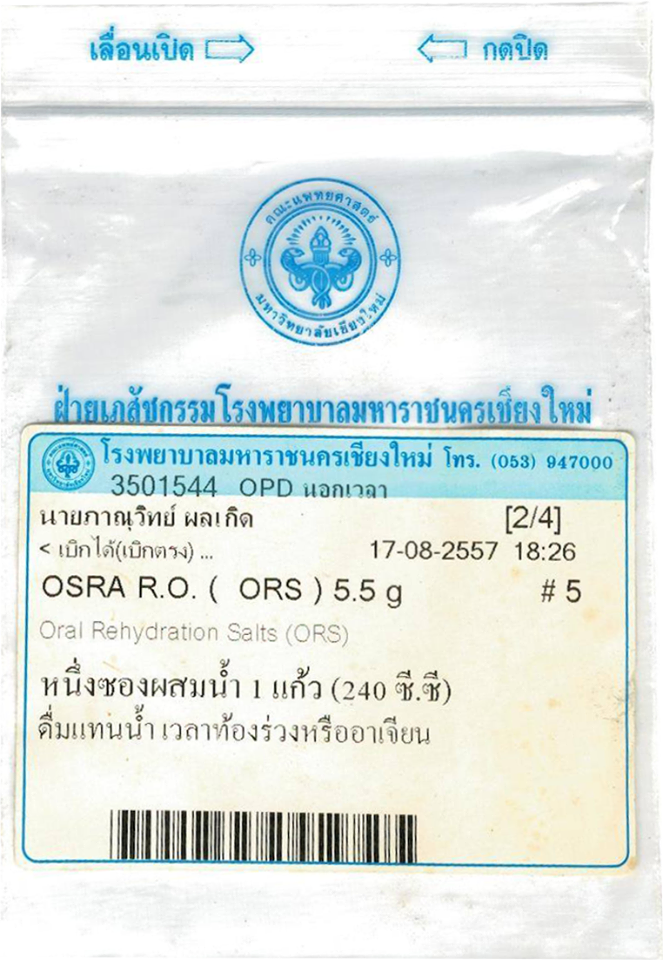 เลื่อนเปิด
กดปิด
คณะแพทยศาสตร์
มหาวิทยาลัยเชียงใหม่
ฝ่ายเภสัชกรรมโรงพยาบาลมหาราชนครเชียงใหม่
โรงพยาบาลมหาราชนครเชียงใหม่ โทร. (053) 947000
3501544 OPD นอกเวลา
นายภาณุวิทย์ ผลเกิด [2/4]
< เบิกได้(เบิกตรง) ... 17-08-2557 18:26
OSRA R.O. ( ORS ) 5.5 g # 5
Oral Rehydration Salts (ORS)
หนึ่งซองผสมน้ำ 1 แก้ว (240 ซี.ซี)
ดื่มแทนน้ำ เวลาท้องร่วงหรืออาเจียน